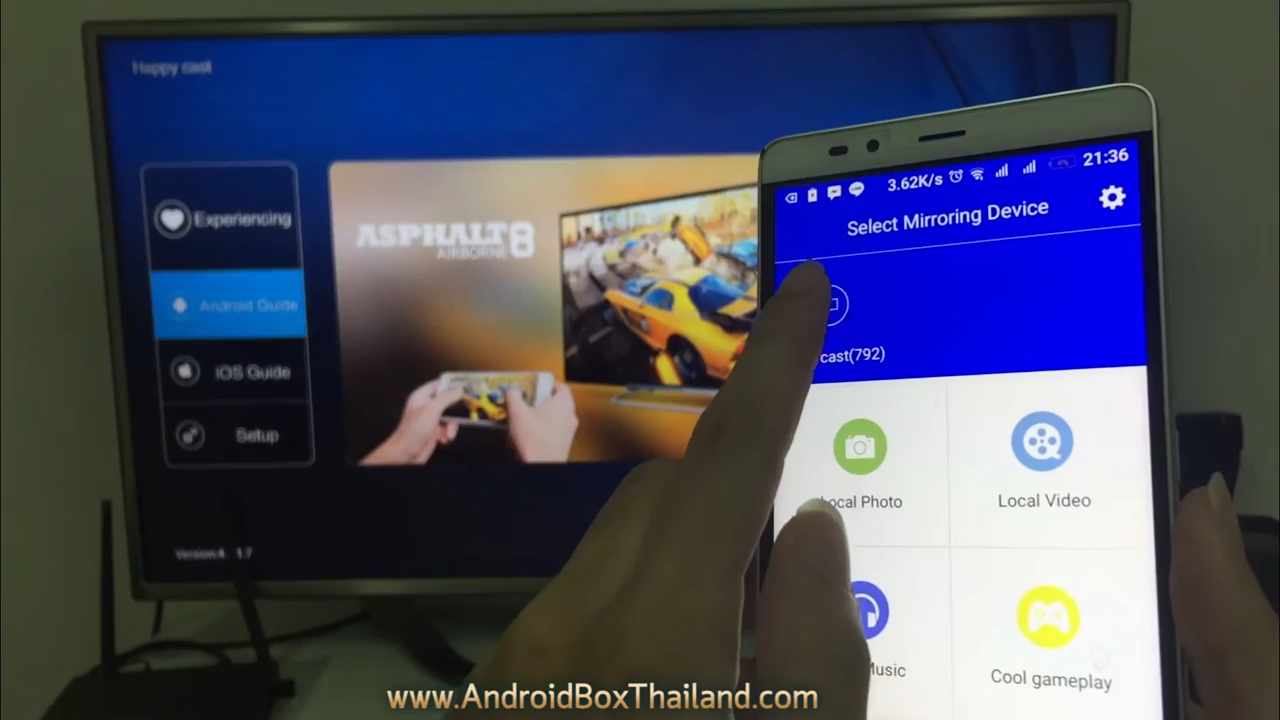 Happy cast
Experiencing
Android Guide
iOS Guide
Setup
ASPHALT 8
AIRBORNE
3.62K/s
21:36
Select Mirroring Device
cast(792)
Local Photo
Local Video
Music
Cool gameplay
www.AndroidBoxThailand.com